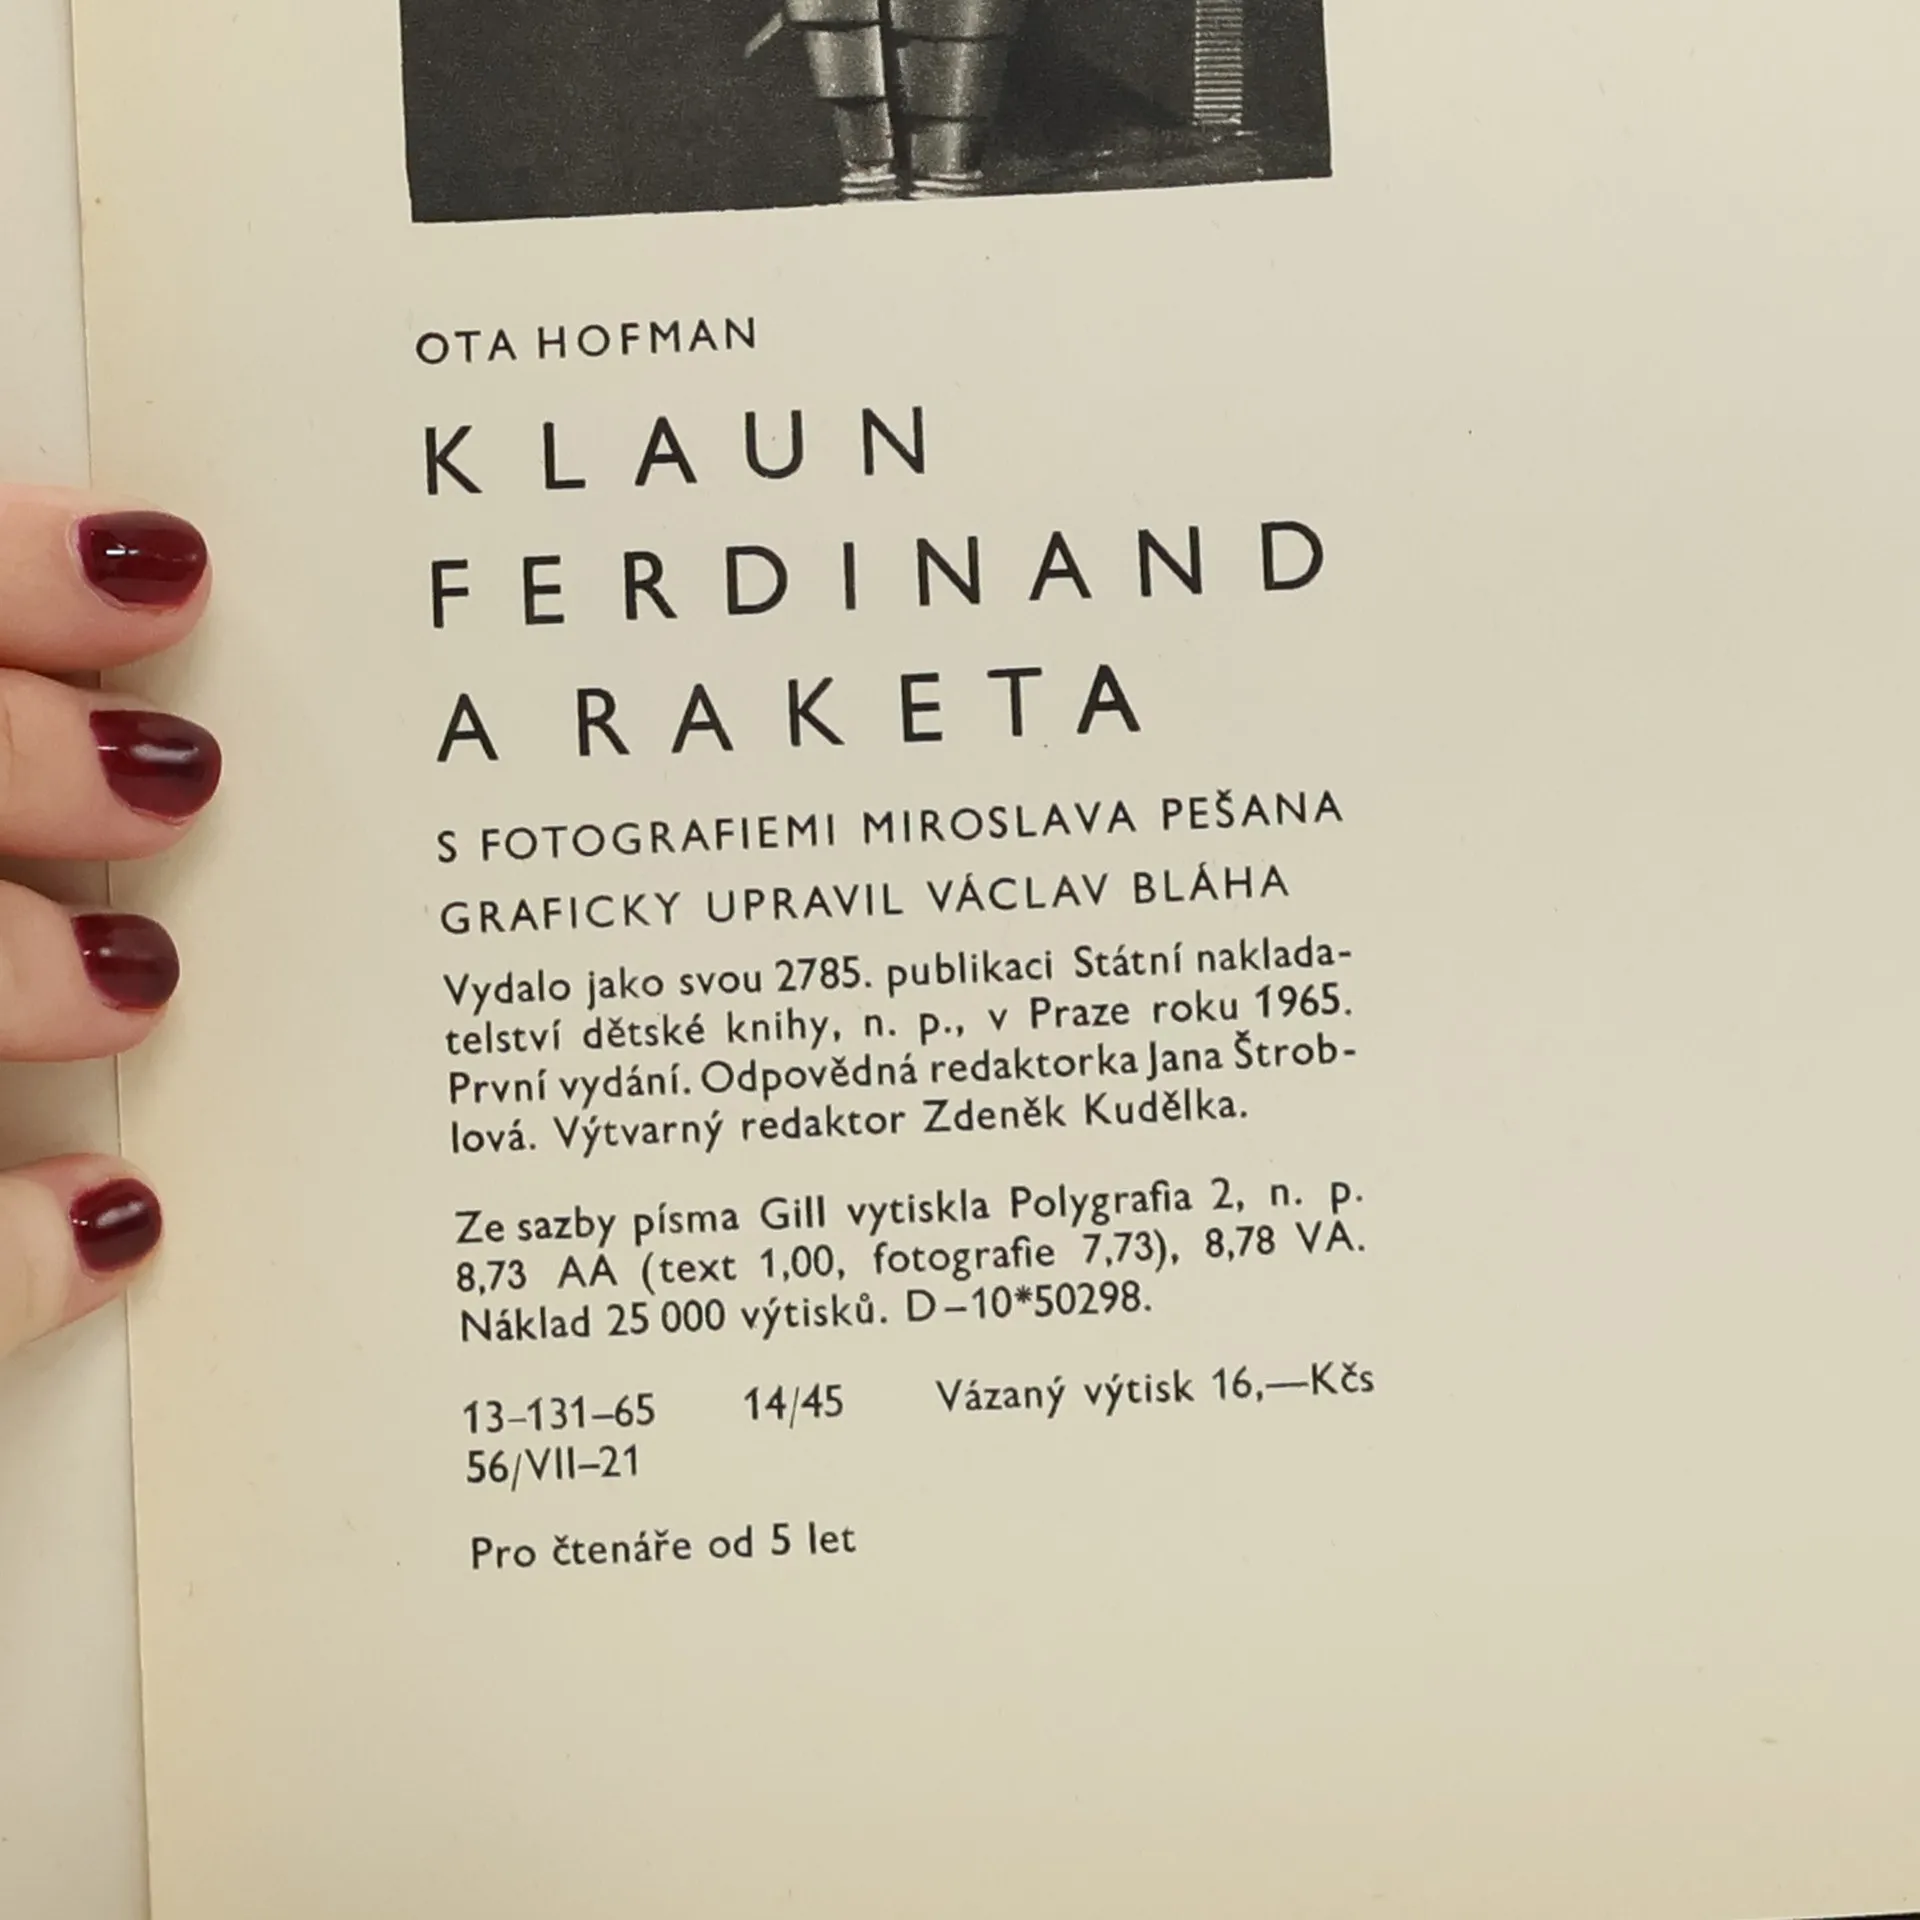 OTA HOFMAN
KLAUN
FERDINAND
A RAKETA
S FOTOGRAFIEMI MIROSLAVA PEŠANA
GRAFICKY UPRAVIL VÁCLAV BLÁHA
Vydalo jako svou 2785. publikaci Státní naklada-
telství dětské knihy, n. p., v Praze roku 1965.
První vydání. Odpovědná redaktorka Jana Štrob-
lová. Výtvarný redaktor Zdeněk Kudělka.
Ze sazby písma Gill vytiskla Polygrafia 2, n. p.
8,73 AA (text 1,00, fotografie 7,73), 8,78 VA.
Náklad 25 000 výtisků. D–10*50298.
13–131–65 14/45 Vázaný výtisk 16,—Kčs
56/VII–21
Pro čtenáře od 5 let